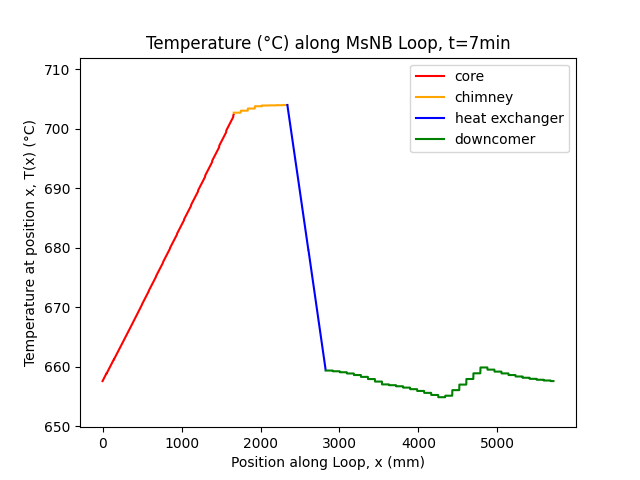 Temperature (°C) along MsNB Loop, t=7min
Temperature at position x, T(x) (°C)
710
700
690
680
670
660
650
core
chimney
heat exchanger
downcomer
0
1000
2000
3000
4000
5000
Position along Loop, x (mm)